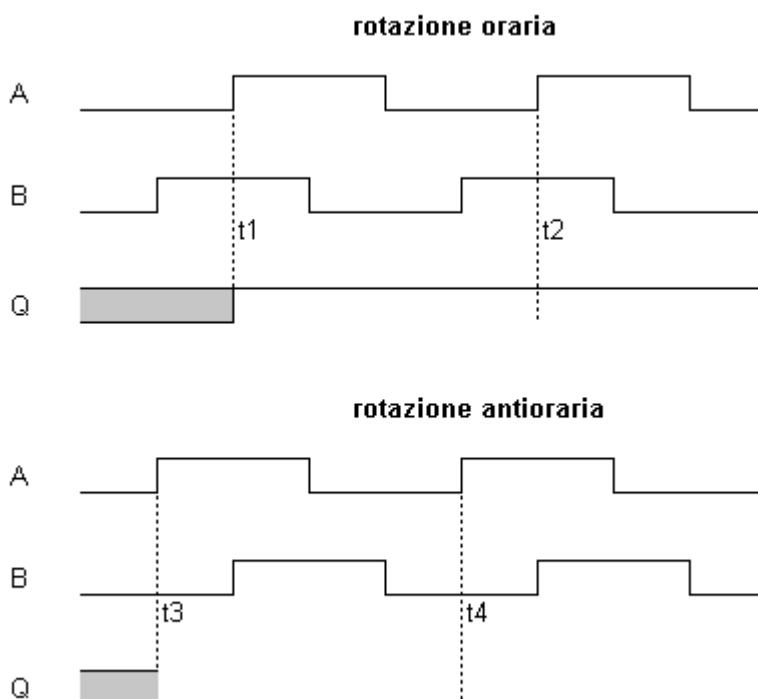 rotazione oraria
A
B
t1 t2
Q
rotazione antioraria
A
B
t3 t4
Q